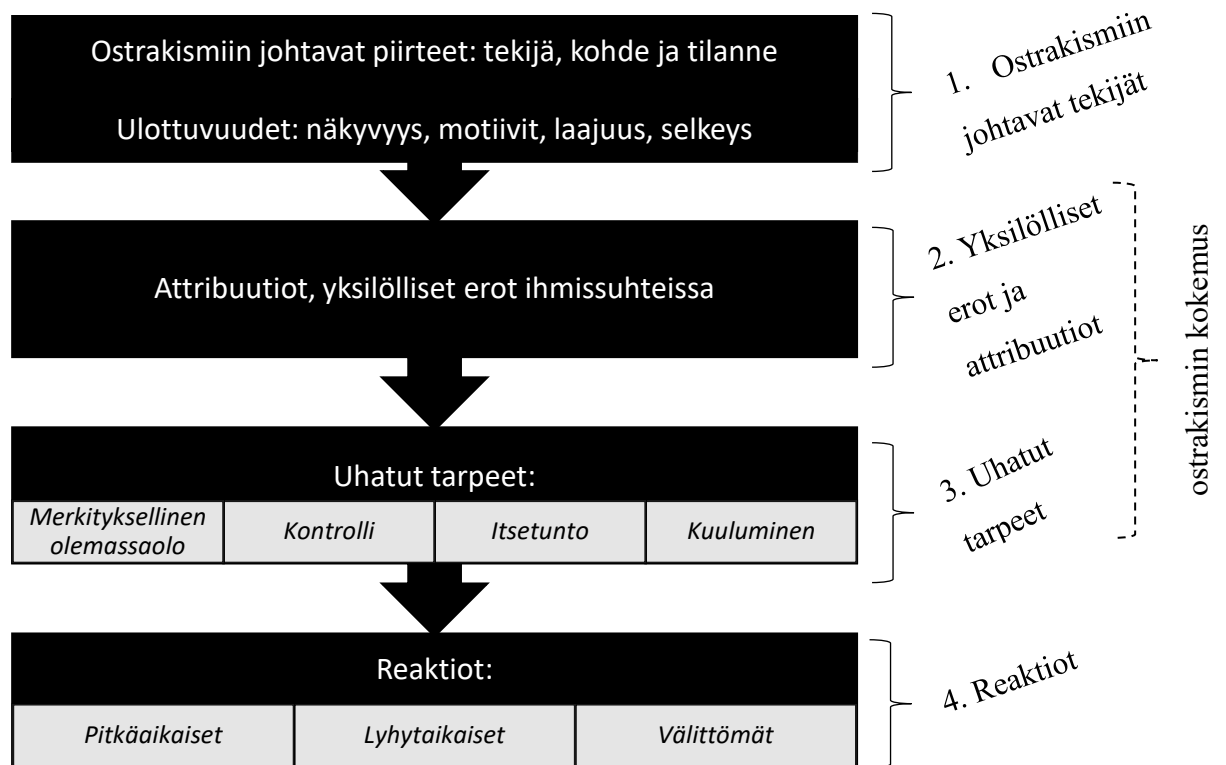 Ostrakismiin johtavat piirteet: tekijä, kohde ja tilanne
Ulottuvuudet: näkyvyys, motiivit, laajuus, selkeys
1. Ostrakismiin
johtavat tekijät
Attribuutiot, yksilölliset erot ihmissuhteissa
2. Yksilölliset
erot ja
attribuutiot
ostrakismin kokemus
Uhatut tarpeet:
Merkityksellinen
olemassaolo
Kontrolli
Itsetunto
Kuuluminen
3. Uhatut
tarpeet
Reaktiot:
Pitkäaikaiset
Lyhytaikaiset
Välittömät
4. Reaktiot